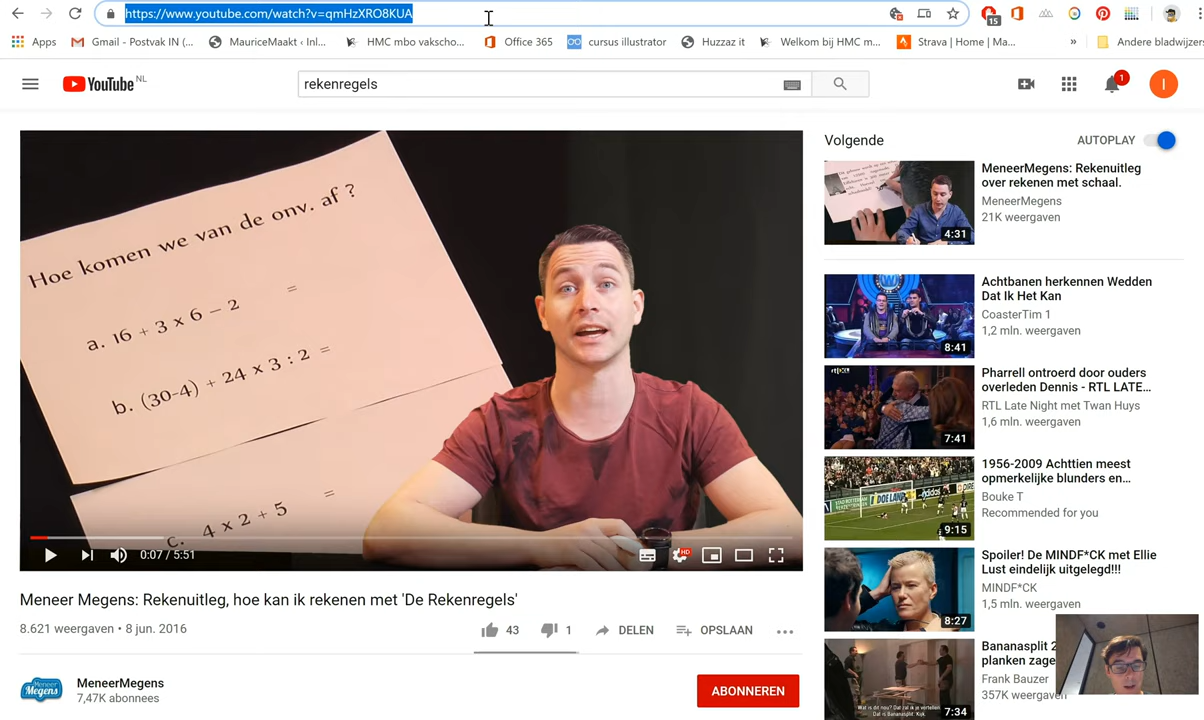 https://www.youtube.com/watch?v=qmHzXRO8KUA
15
Apps
Gmail - Postvak IN (...
MauriceMaakt ‹ Inl...
HMC mbo vakscho...
Office 365
cursus illustrator
Huzzaz it
Welkom bij HMC m...
Strava | Home | Ma...
»
Andere bladwijzers
YouTube NL
rekenregels
1
I
Hoe komen we van de onv. af ?
a. 16 + 3 x 6 - 2 =
b. (30-4) + 24 x 3 : 2 =
c. 4 x 2 + 5 =
HD
0:07 / 5:51
Meneer Megens: Rekenuitleg, hoe kan ik rekenen met 'De Rekenregels'
8.621 weergaven • 8 jun. 2016
43
1
DELEN
OPSLAAN
Meneer
Megens
MeneerMegens
7,47K abonnees
ABONNEREN
Volgende
AUTOPLAY
4:31
MeneerMegens: Rekenuitleg
over rekenen met schaal.
MeneerMegens
21K weergaven
8:41
Achtbanen herkennen Wedden
Dat Ik Het Kan
CoasterTim 1
1,2 mln. weergaven
7:41
Pharrell ontroerd door ouders
overleden Dennis - RTL LATE...
RTL Late Night met Twan Huys
1,6 mln. weergaven
9:15
1956-2009 Achttien meest
opmerkelijke blunders en...
Bouke T
Recommended for you
8:27
Spoiler! De MINDF*CK met Ellie
Lust eindelijk uitgelegd!!!
MINDF*CK
1,5 mln. weergaven
7:34
Bananasplit 2
planken zage
Frank Bauzer
357K weergaven